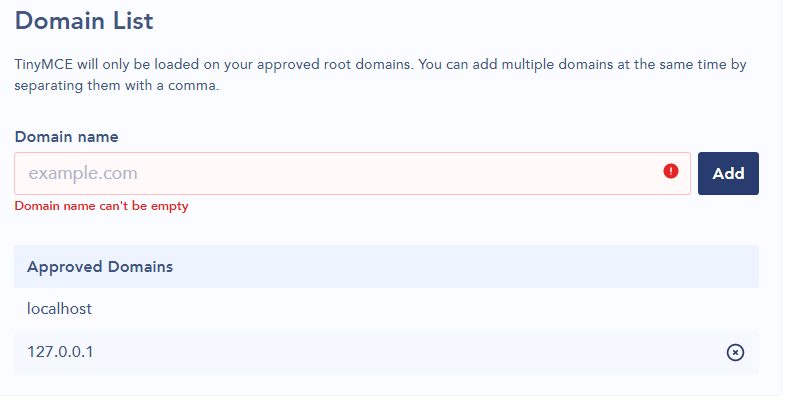 Domain List
TinyMCE will only be loaded on your approved root domains. You can add multiple domains at the same time by
separating them with a comma.
Domain name
example.com
Add
Domain name can't be empty
Approved Domains
localhost
127.0.0.1